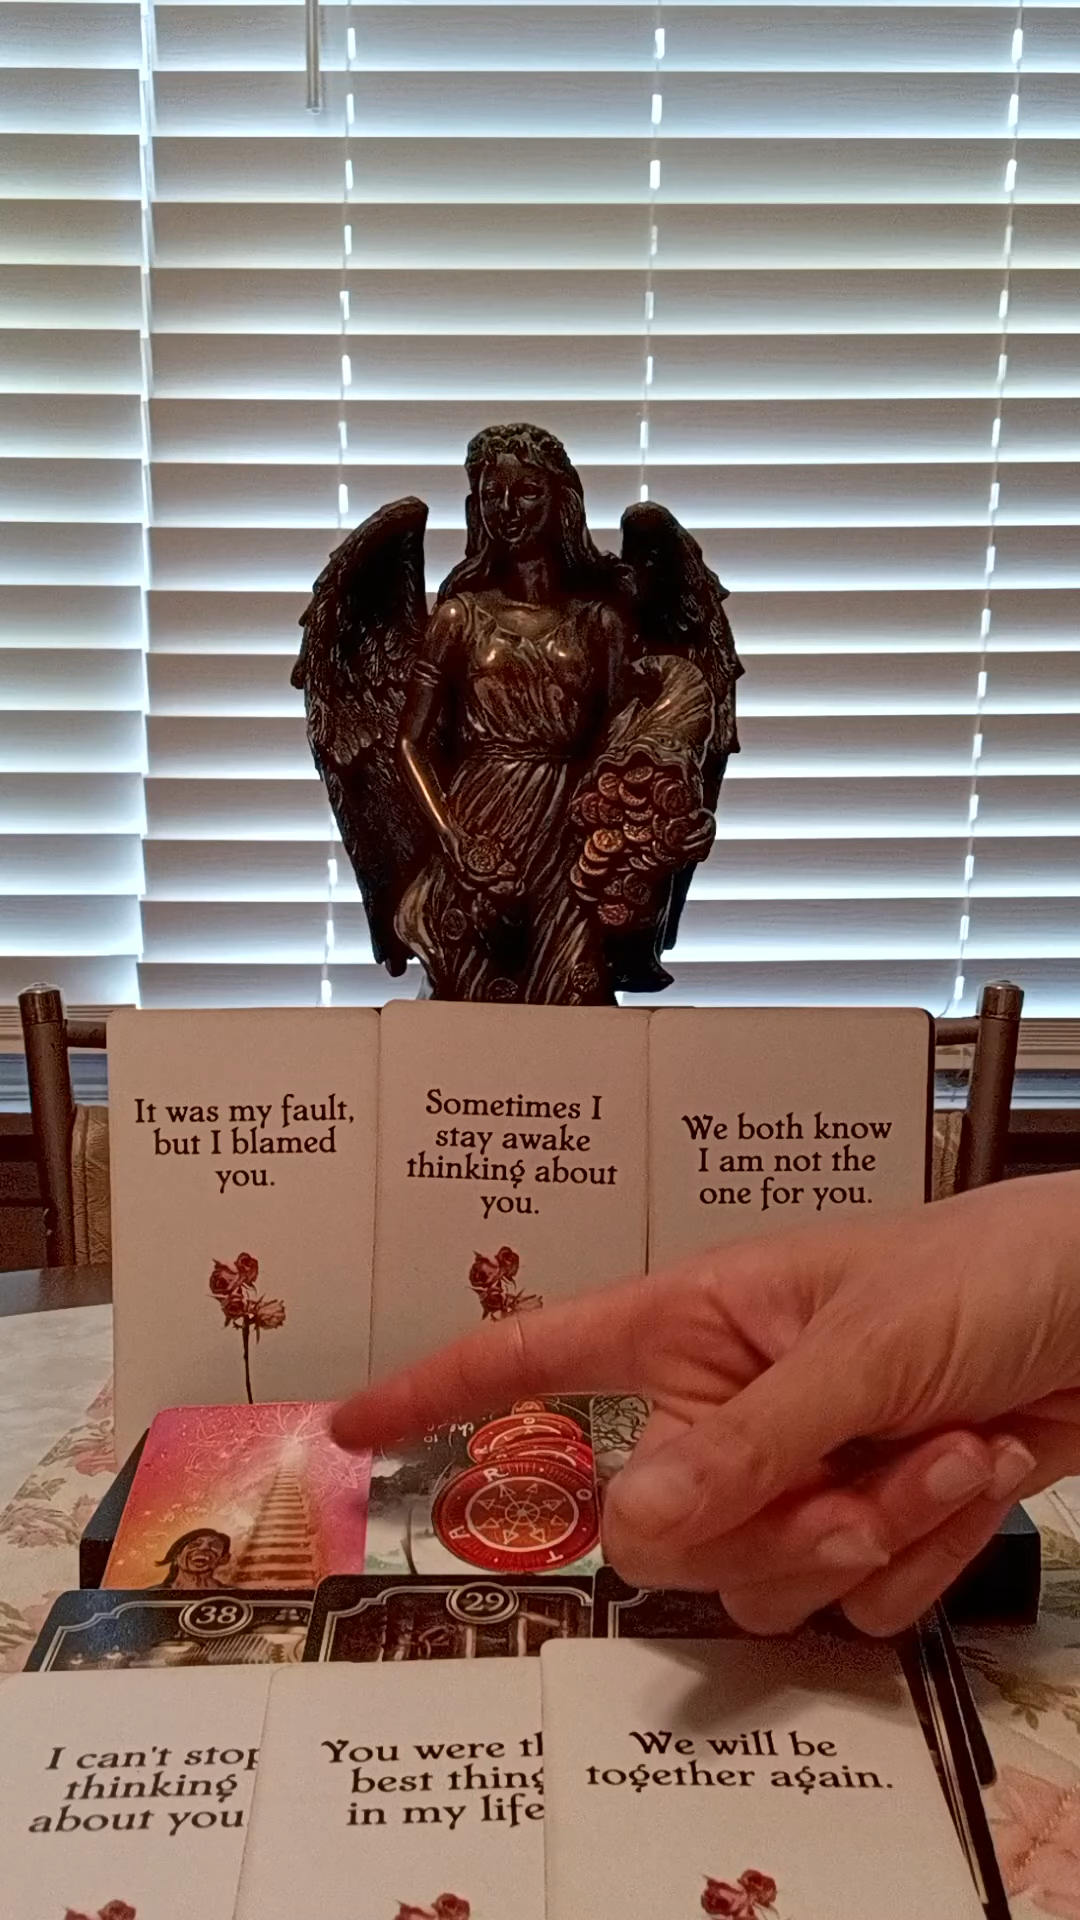 It was my fault,
but I blamed
you.
Sometimes I
stay awake
thinking about
you.
We both know
I am not the
one for you.
T A R O
38
29
I can't stop
thinking
about you
You were t
best thing
in my life
We will be
together again.